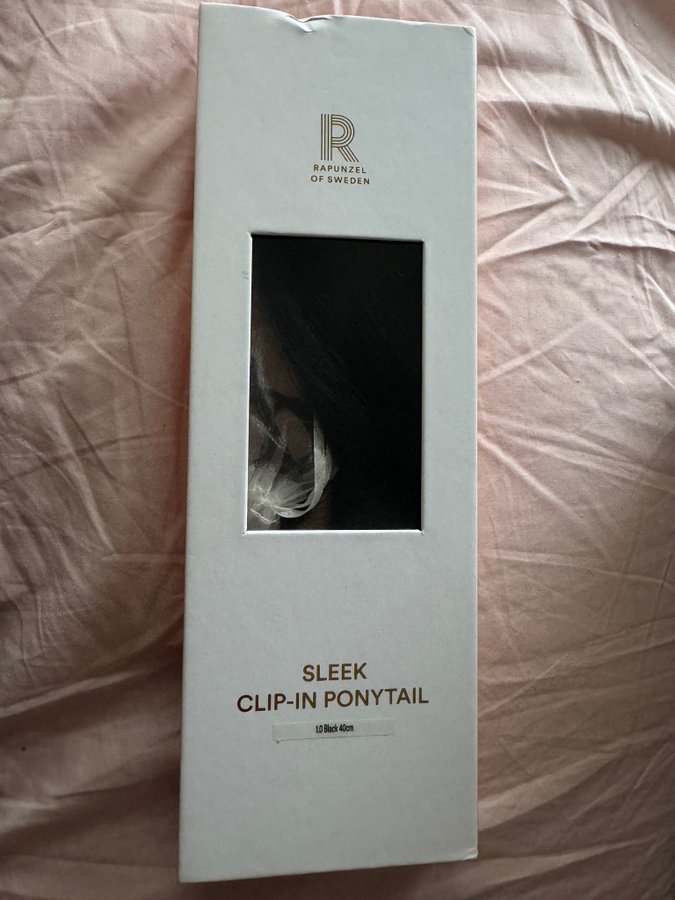 R
RAPUNZEL
OF SWEDEN
SLEEK
CLIP-IN PONYTAIL
1.0 Black 40cm